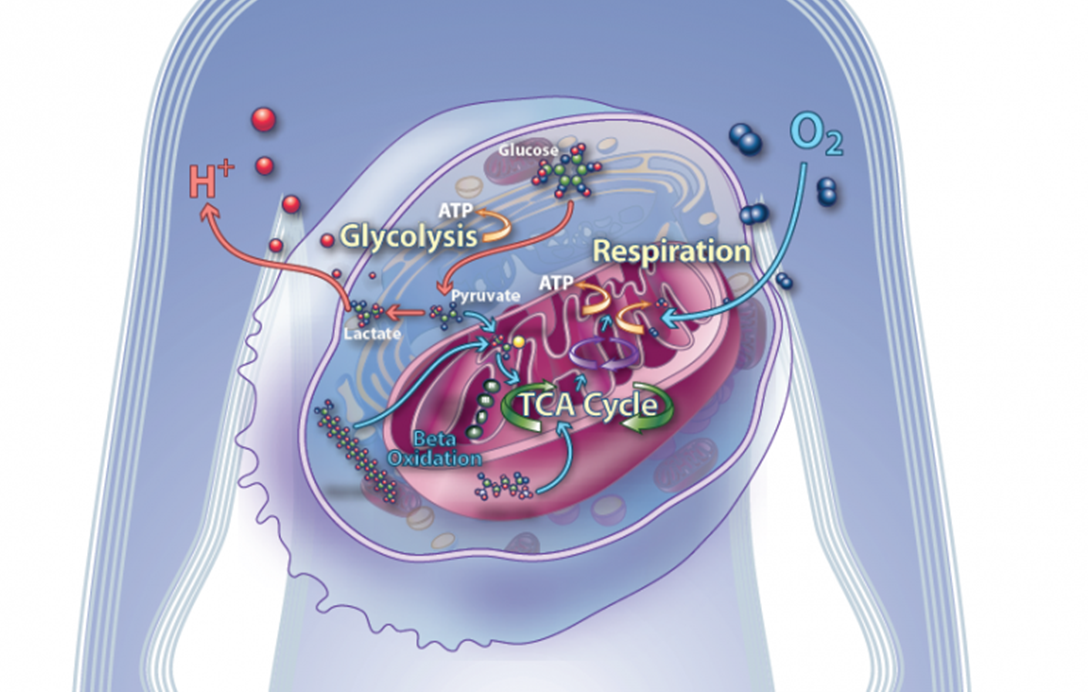 O2
Glucose
H+
ATP
Glycolysis
Respiration
ATP
Pyruvate
Lactate
TCA Cycle
Beta
Oxidation